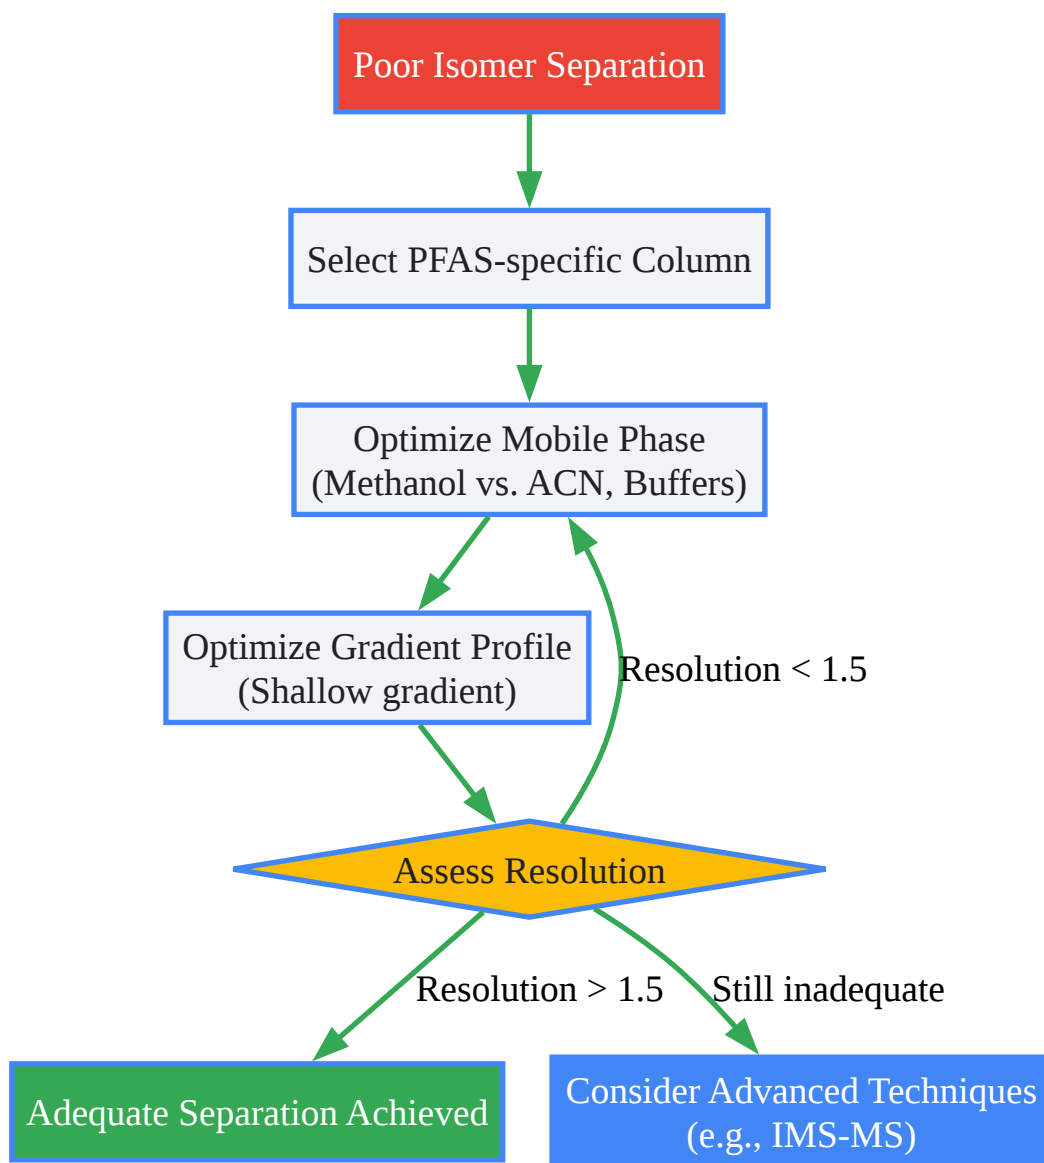 Poor Isomer Separation
Select PFAS-specific Column
Optimize Mobile Phase
(Methanol vs. ACN, Buffers)
Optimize Gradient Profile
(Shallow gradient)
Resolution < 1.5
Assess Resolution
Resolution > 1.5
Still inadequate
Adequate Separation Achieved
Consider Advanced Techniques
(e.g., IMS-MS)